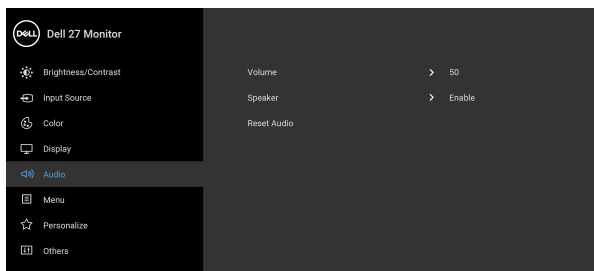 DELL Dell 27 Monitor
Brightness/Contrast Volume 50
Input Source Speaker Enable
Color Reset Audio
Display
Audio
Menu
Personalize
Others